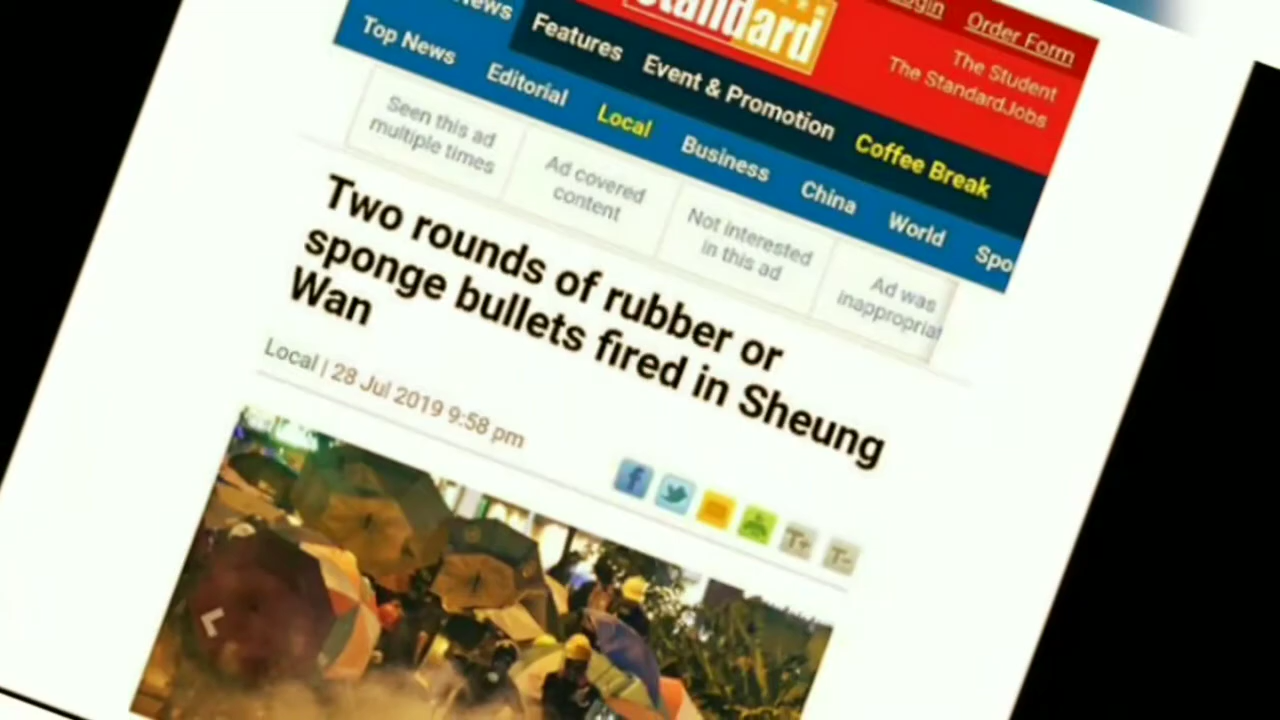 standard
Login Order Form
The Student
The StandardJobs
News Features Event & Promotion Coffee Break
Top News Editorial Local Business China World Spo
Seen this ad
multiple times
Ad covered
content
Not interested
in this ad
Ad was
inappropriat
Two rounds of rubber or
sponge bullets fired in Sheung
Wan
Local | 28 Jul 2019 9:58 pm
T+ T-